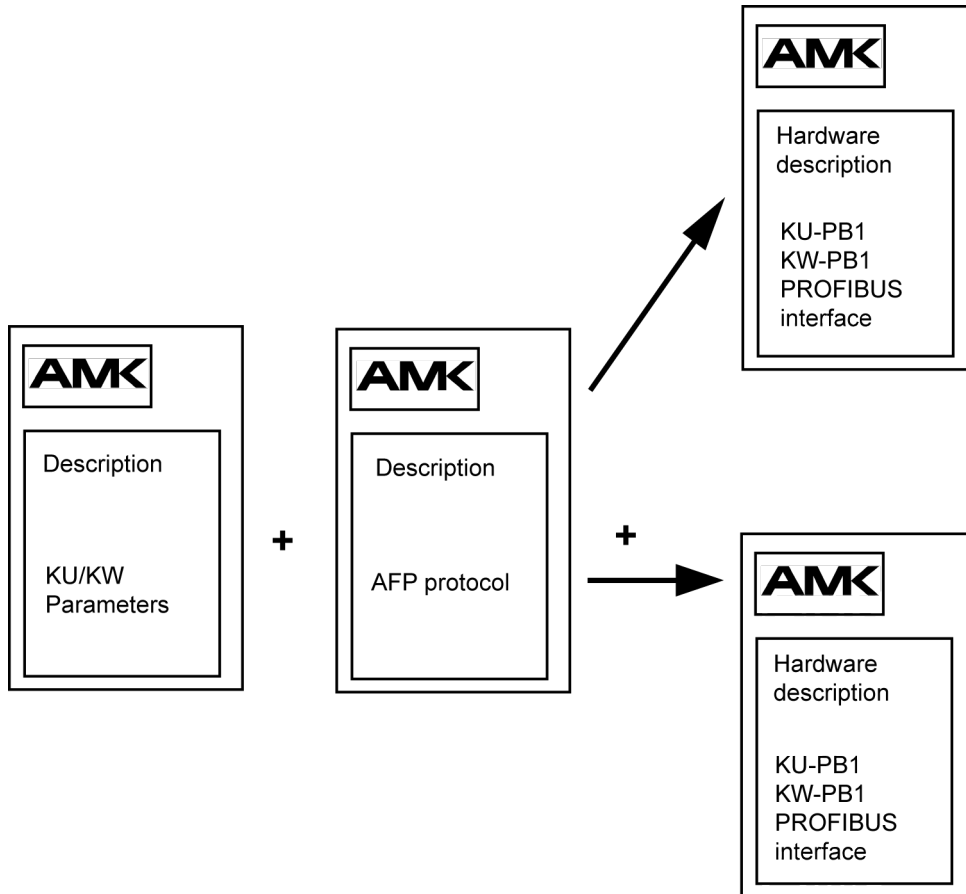 AMK
Description
KU/KW
Parameters
+
AMK
Description
AFP protocol
+
AMK
Hardware
description
KU-PB1
KW-PB1
PROFIBUS
interface
AMK
Hardware
description
KU-PB1
KW-PB1
PROFIBUS
interface